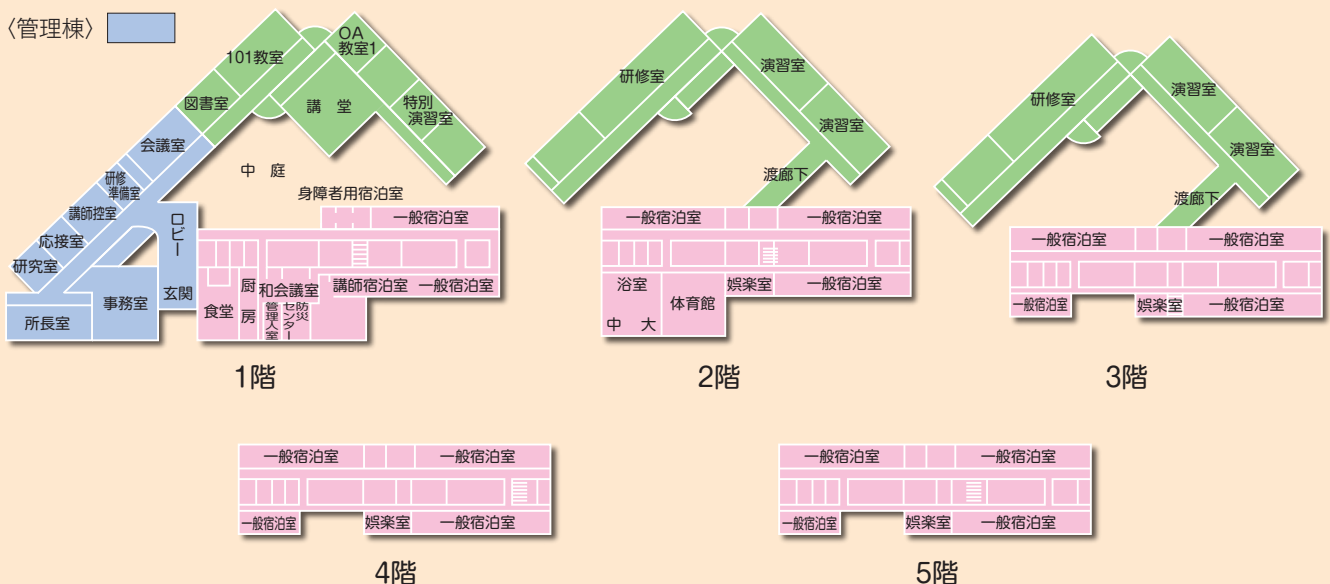 〈管理棟〉
101教室
OA
教室1
図書室
講 堂
特別
演習室
会議室
中 庭
研修
準備室
身障者用宿泊室
講師控室
ロビー
一般宿泊室
応接室
研究室
和会議室
講師宿泊室
一般宿泊室
厨房
玄関
事務室
食堂
管理人室
防災
センター
所長室
1階
研修室
演習室
演習室
渡廊下
一般宿泊室
一般宿泊室
浴室
娯楽室
一般宿泊室
体育館
中 大
2階
研修室
演習室
演習室
渡廊下
一般宿泊室
一般宿泊室
一般宿泊室
娯楽室
一般宿泊室
3階
一般宿泊室
一般宿泊室
一般宿泊室
娯楽室
一般宿泊室
4階
一般宿泊室
一般宿泊室
一般宿泊室
娯楽室
一般宿泊室
5階